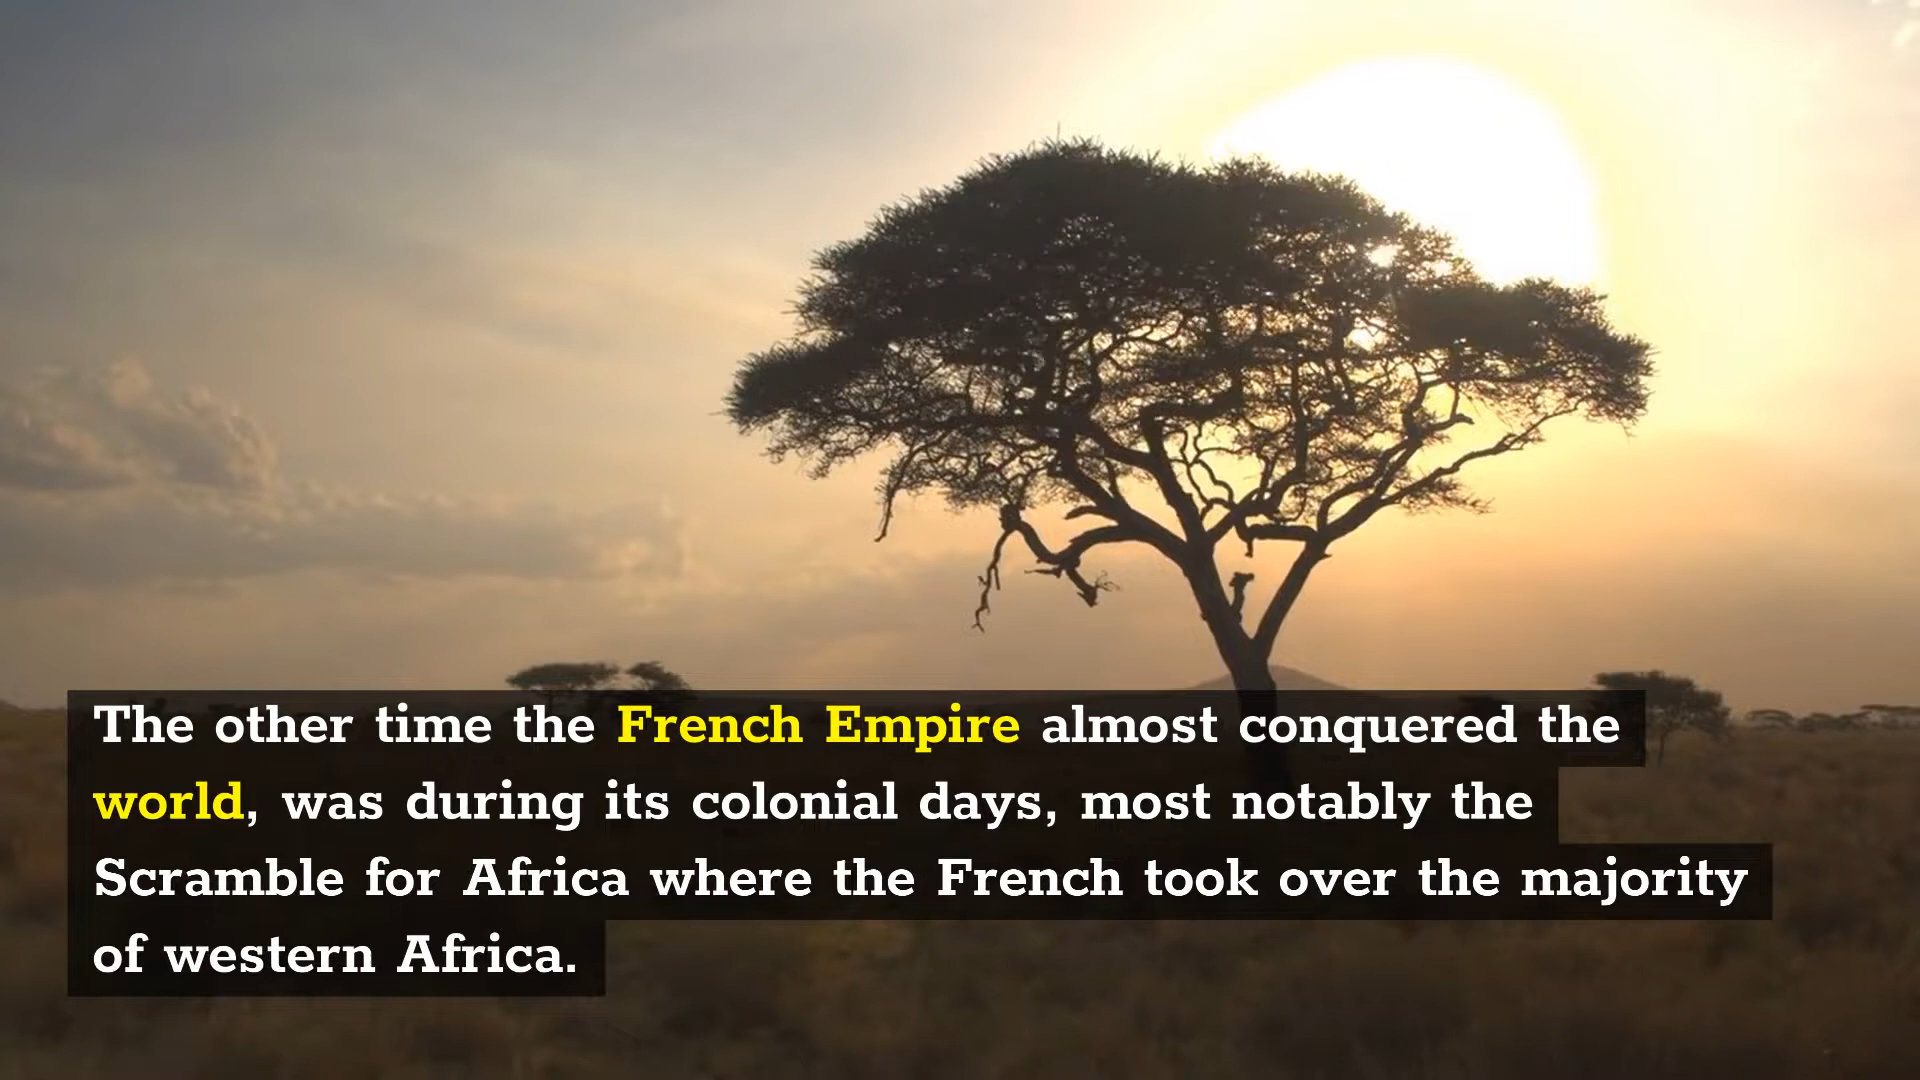 The other time the French Empire almost conquered the
world, was during its colonial days, most notably the
Scramble for Africa where the French took over the majority
of western Africa.